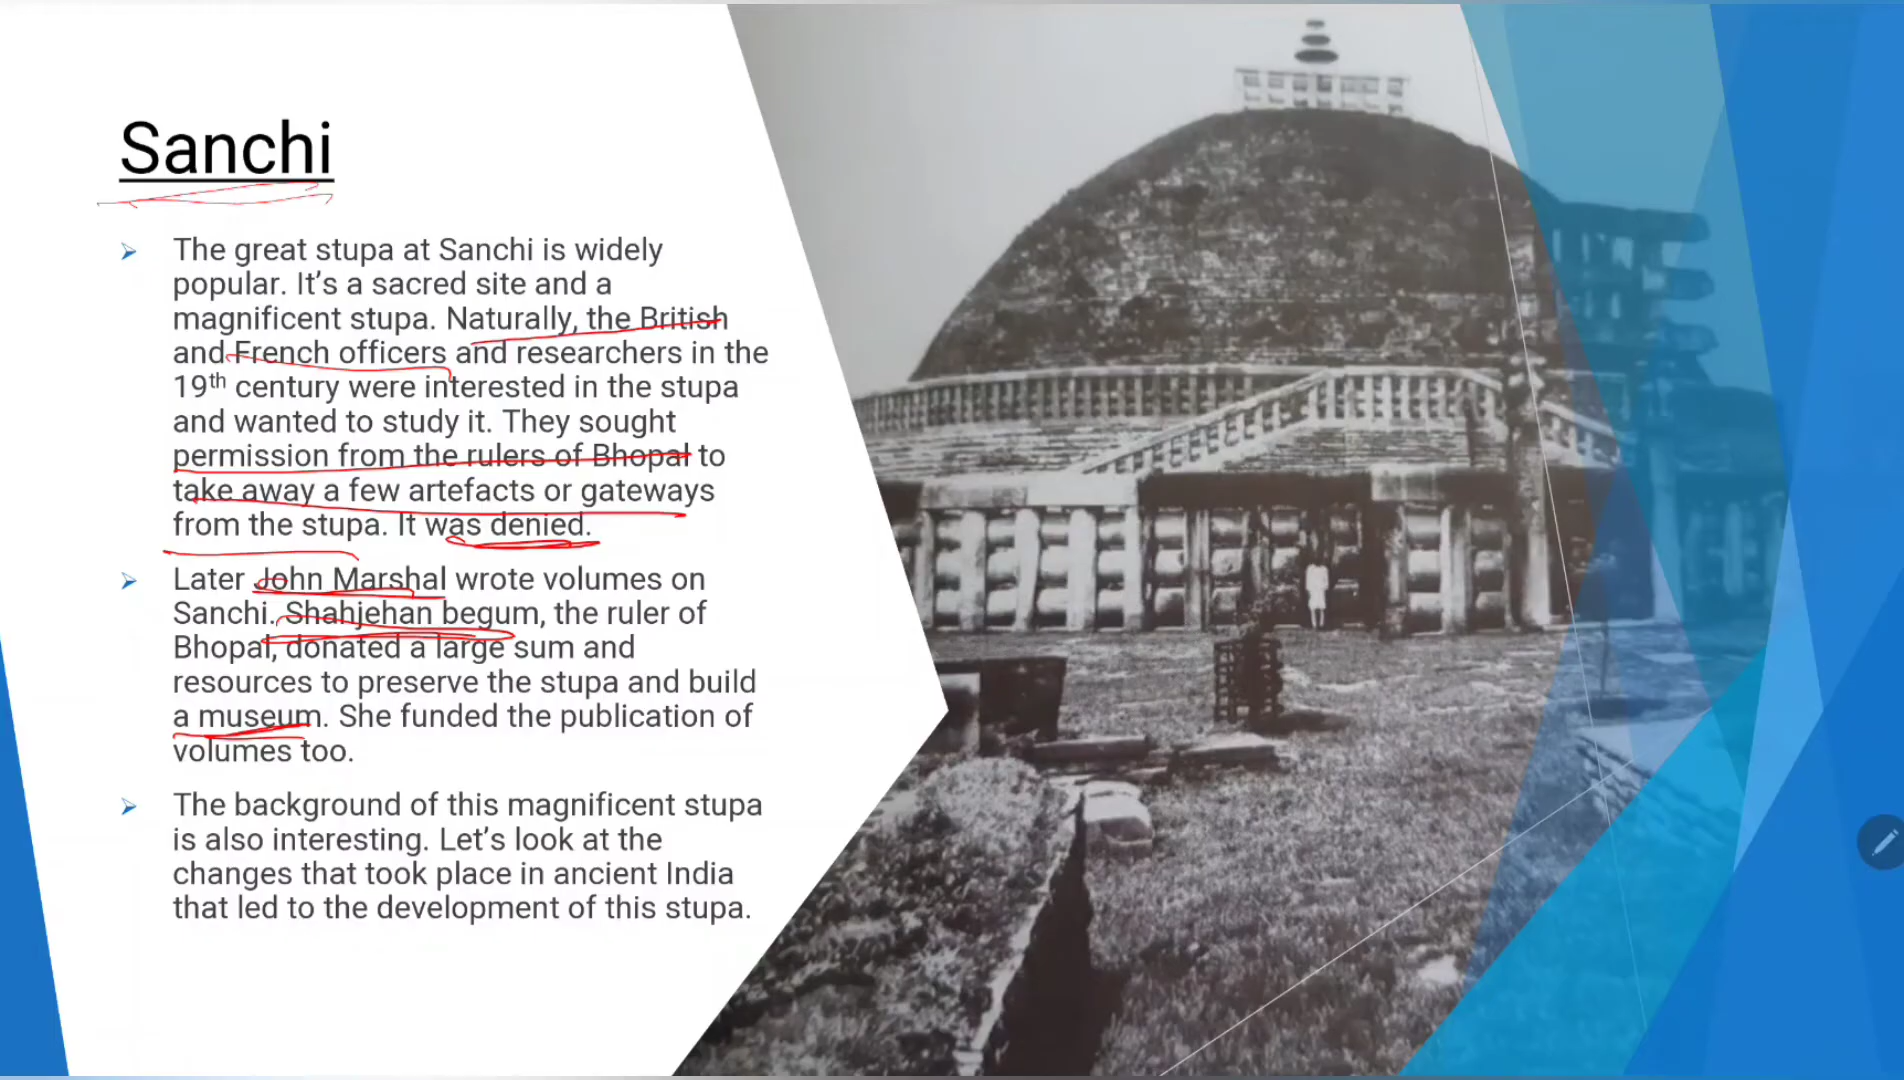 Sanchi
The great stupa at Sanchi is widely
popular. It’s a sacred site and a
magnificent stupa. Naturally, the British
and French officers and researchers in the
19th century were interested in the stupa
and wanted to study it. They sought
permission from the rulers of Bhopal to
take away a few artefacts or gateways
from the stupa. It was denied.
Later John Marshal wrote volumes on
Sanchi. Shahjehan begum, the ruler of
Bhopal, donated a large sum and
resources to preserve the stupa and build
a museum. She funded the publication of
volumes too.
The background of this magnificent stupa
is also interesting. Let’s look at the
changes that took place in ancient India
that led to the development of this stupa.